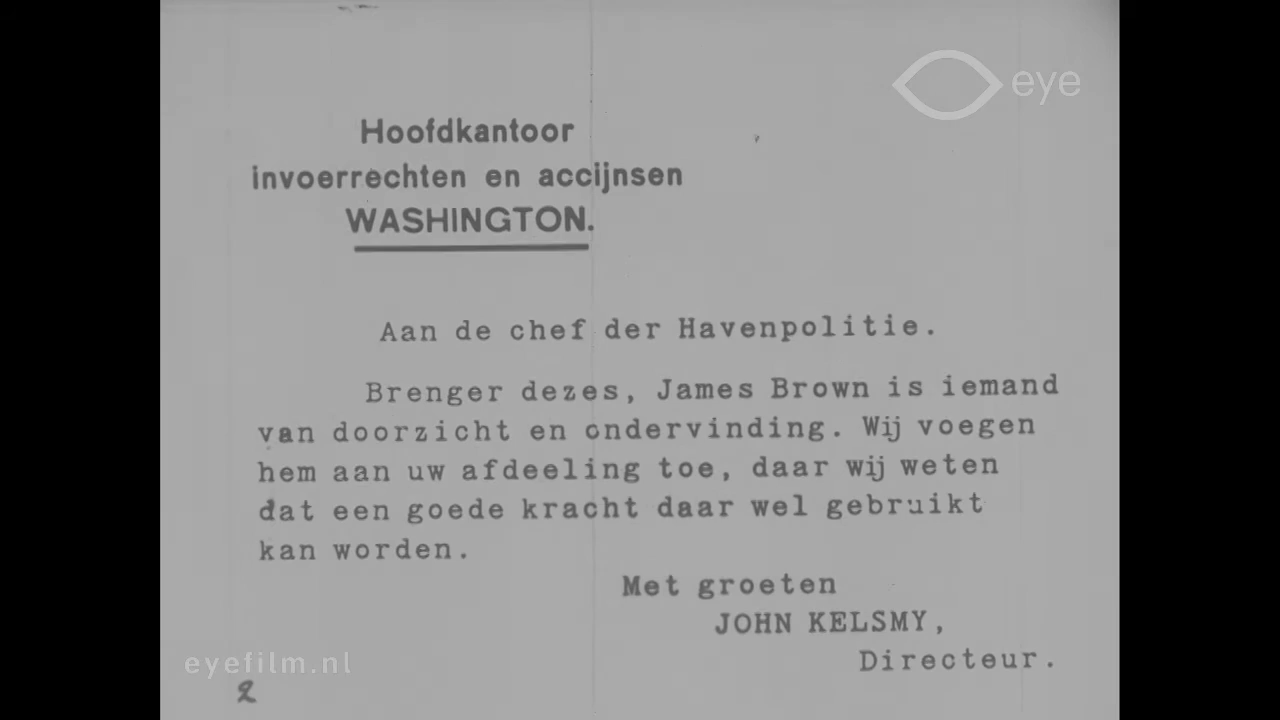 eye
Hoofdkantoor
invoerrechten en accijnsen
WASHINGTON.
Aan de chef der Havenpolitie.
Brenger dezes, James Brown is iemand
van doorzicht en ondervinding. Wij voegen
hem aan uw afdeeling toe, daar wij weten
dat een goede kracht daar wel gebruikt
kan worden.
Met groeten
JOHN KELSMY,
Directeur.
eyefilm.nl
2